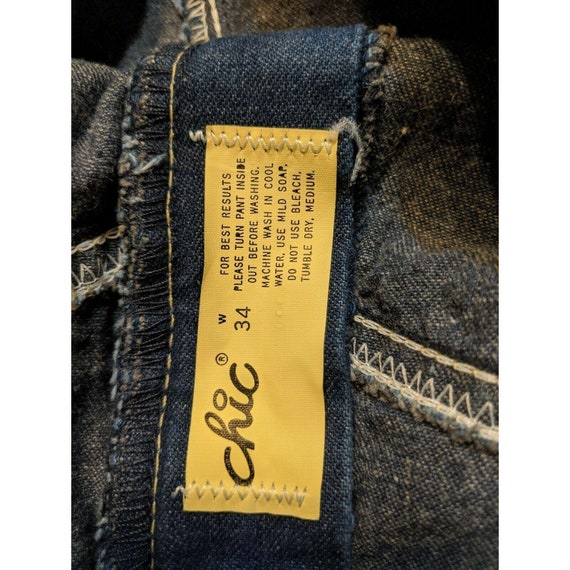 chic®
W
34
FOR BEST RESULTS
PLEASE TURN PANT INSIDE
OUT BEFORE WASHING.
MACHINE WASH IN COOL
WATER, USE MILD SOAP,
DO NOT USE BLEACH,
TUMBLE DRY, MEDIUM.